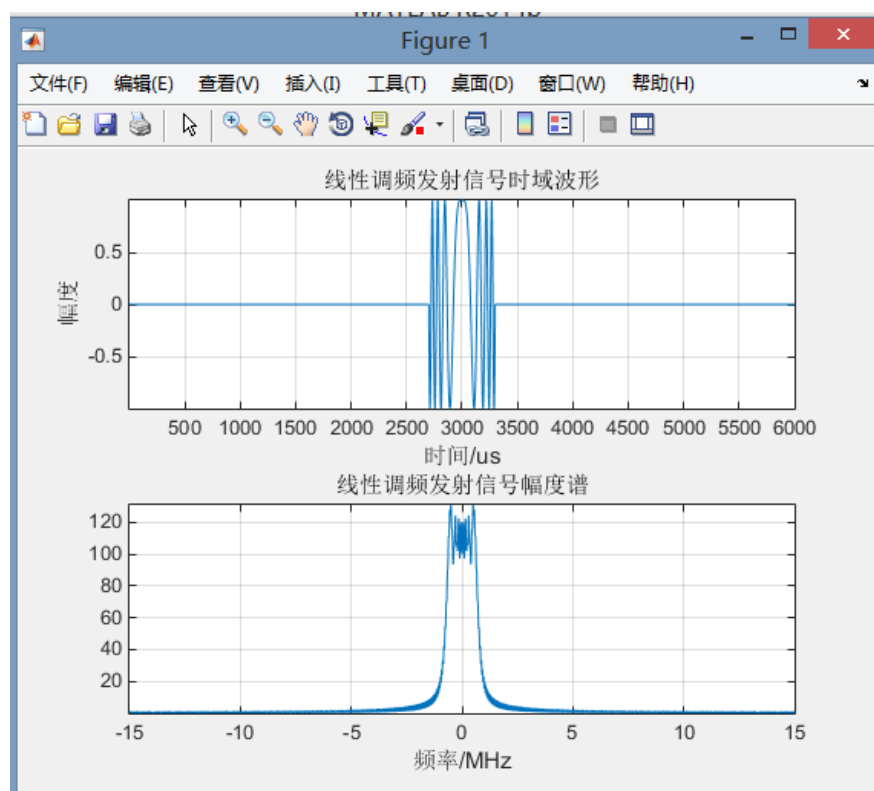 Figure 1
文件(F) 编辑(E) 查看(V) 插入(I) 工具(T) 桌面(D) 窗口(W) 帮助(H)
线性调频发射信号时域波形
0.5
0
-0.5
幅度
500 1000 1500 2000 2500 3000 3500 4000 4500 5000 5500 6000
时间/us
线性调频发射信号幅度谱
120
100
80
60
40
20
-15 -10 -5 0 5 10 15
频率/MHz